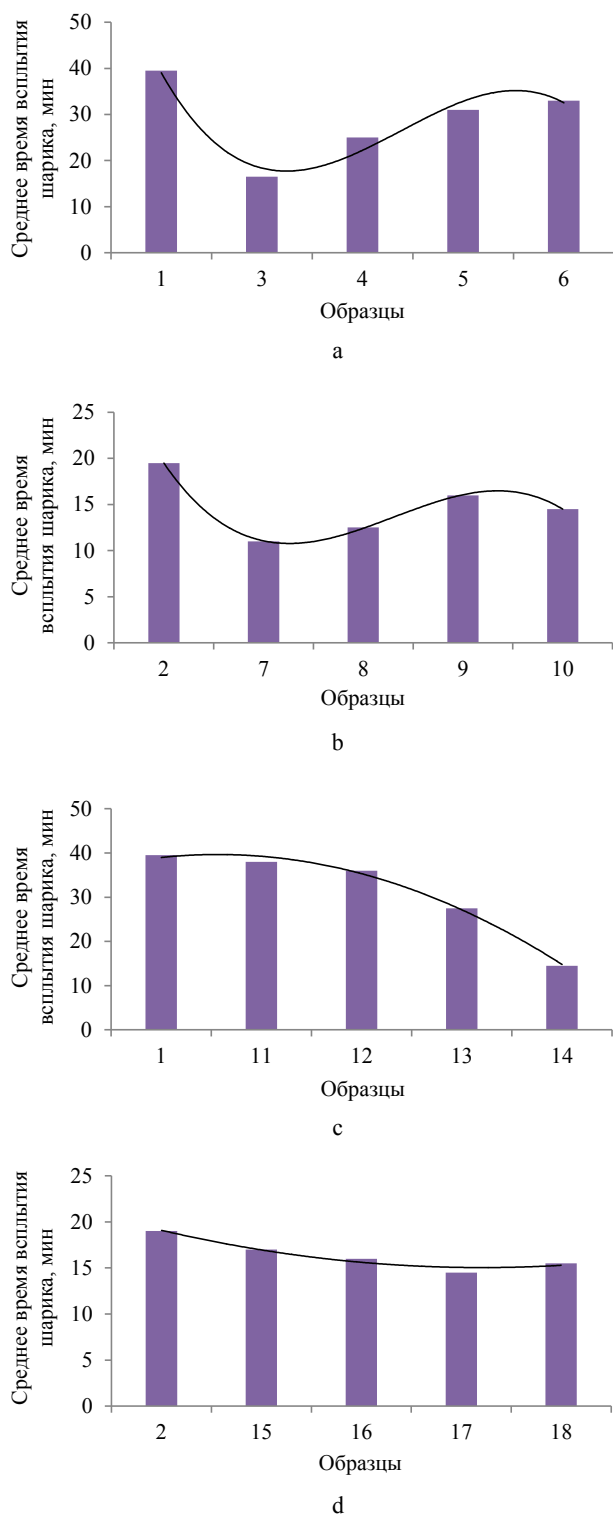 Среднее время всплытия
шарика, мин
50
40
30
20
10
0
1 3 4 5 6
Образцы
a
Среднее время
всплытия шарика, мин
25
20
15
10
5
0
2 7 8 9 10
Образцы
b
Среднее время
всплытия шарика, мин
50
40
30
20
10
0
1 11 12 13 14
Образцы
c
Среднее время всплытия
шарика, мин
25
20
15
10
5
0
2 15 16 17 18
Образцы
d